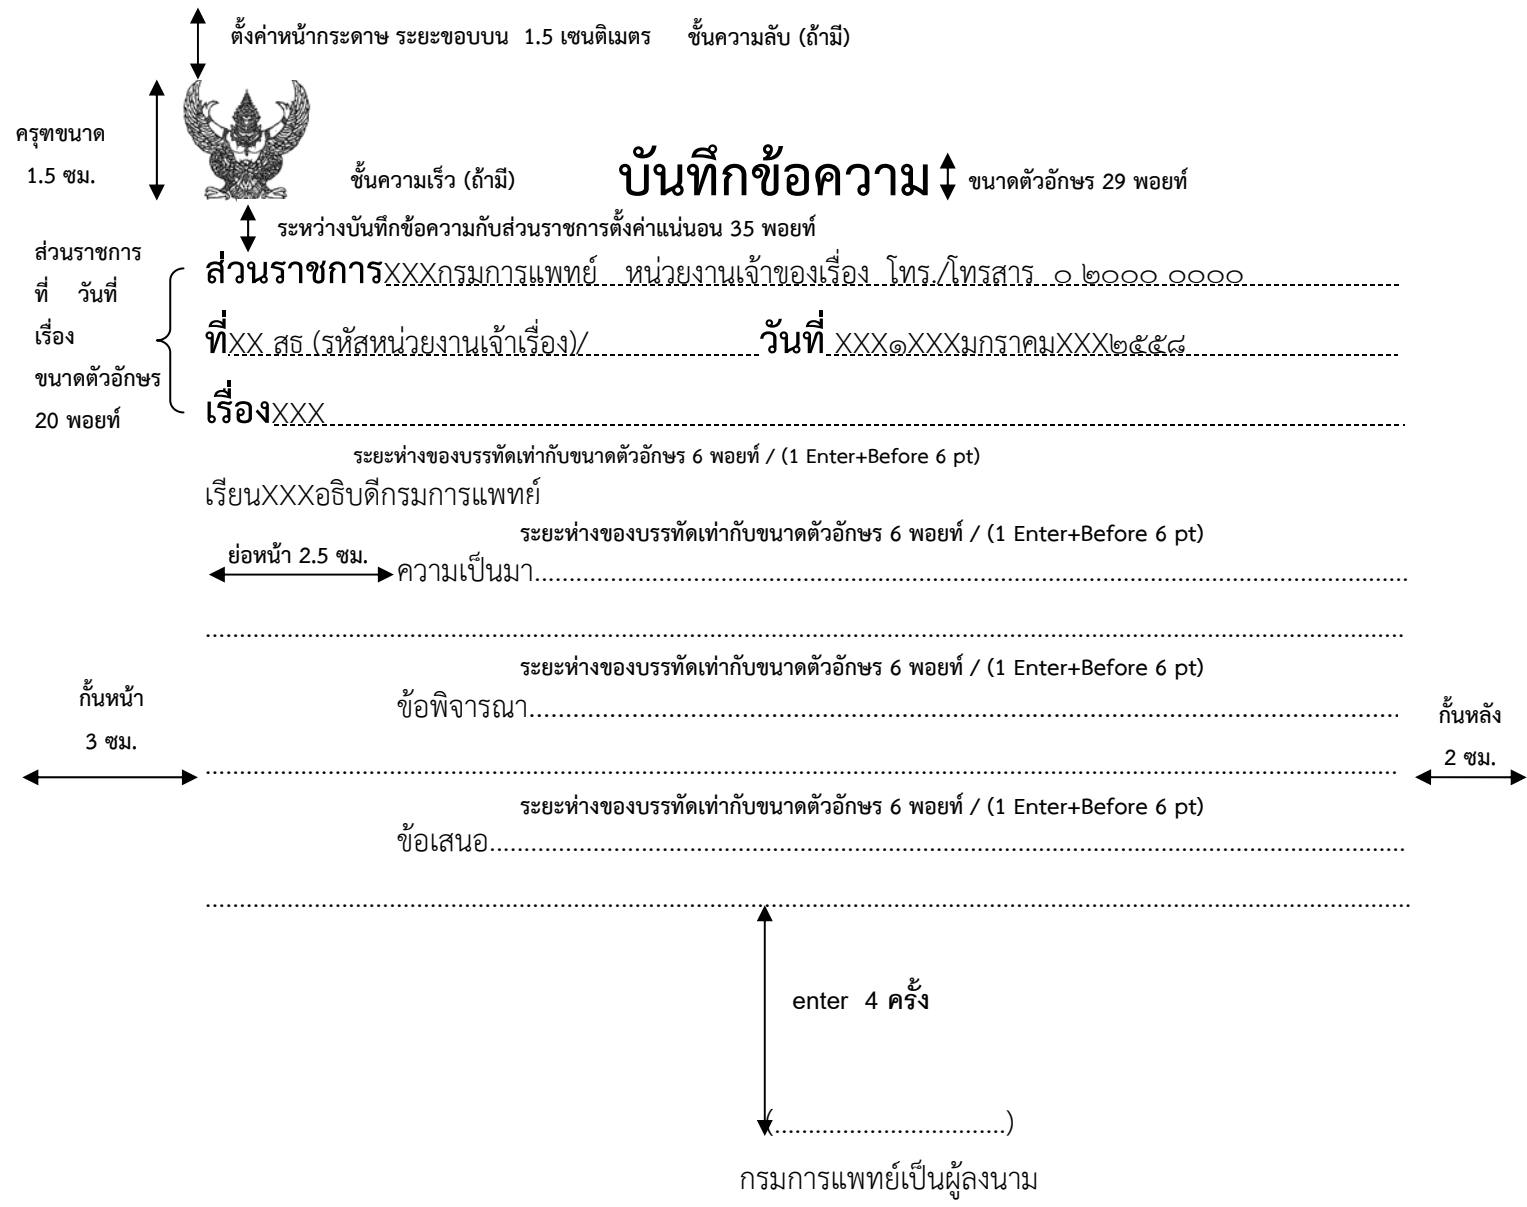 ตั้งค่าหน้ากระดาษ ระยะขอบบน 1.5 เซนติเมตร ชั้นความลับ (ถ้ามี)
ครุฑขนาด
1.5 ซม.
ชั้นความเร็ว (ถ้ามี) บันทึกข้อความ ขนาดตัวอักษร 29 พอยท์
ระหว่างบันทึกข้อความกับส่วนราชการตั้งค่าแน่นอน 35 พอยท์
ส่วนราชการ
ที่ วันที่
เรื่อง
ขนาดตัวอักษร
20 พอยท์
ส่วนราชการXXXกรมการแพทย์ หน่วยงานเจ้าของเรื่อง โทร./โทรสาร ๐ ๒๐๐๐ ๐๐๐๐
ที่XX สธ (รหัสหน่วยงานเจ้าเรื่อง)/ วันที่ XXX๑XXXมกราคมXXX๒๕๕๘
เรื่องXXX
ระยะห่างของบรรทัดเท่ากับขนาดตัวอักษร 6 พอยท์ / (1 Enter+Before 6 pt)
เรียนXXXอธิบดีกรมการแพทย์
ระยะห่างของบรรทัดเท่ากับขนาดตัวอักษร 6 พอยท์ / (1 Enter+Before 6 pt)
ย่อหน้า 2.5 ซม.
ความเป็นมา....................................................................................................
....................................................................................................
ระยะห่างของบรรทัดเท่ากับขนาดตัวอักษร 6 พอยท์ / (1 Enter+Before 6 pt)
กั้นหน้า
3 ซม.
ข้อพิจารณา....................................................................................................
กั้นหลัง
2 ซม.
....................................................................................................
ระยะห่างของบรรทัดเท่ากับขนาดตัวอักษร 6 พอยท์ / (1 Enter+Before 6 pt)
ข้อเสนอ....................................................................................................
....................................................................................................
enter 4 ครั้ง
(..................................)
กรมการแพทย์เป็นผู้ลงนาม